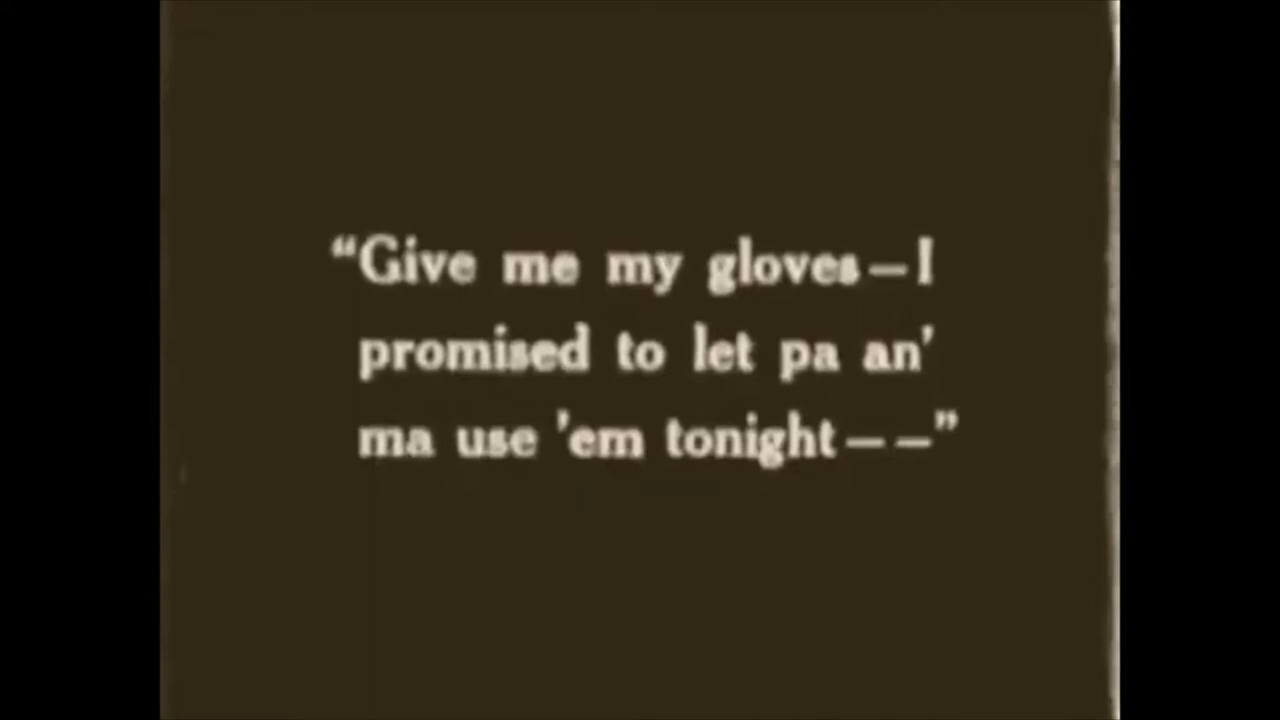 “Give me my gloves—I
promised to let pa an'
ma use 'em tonight——”